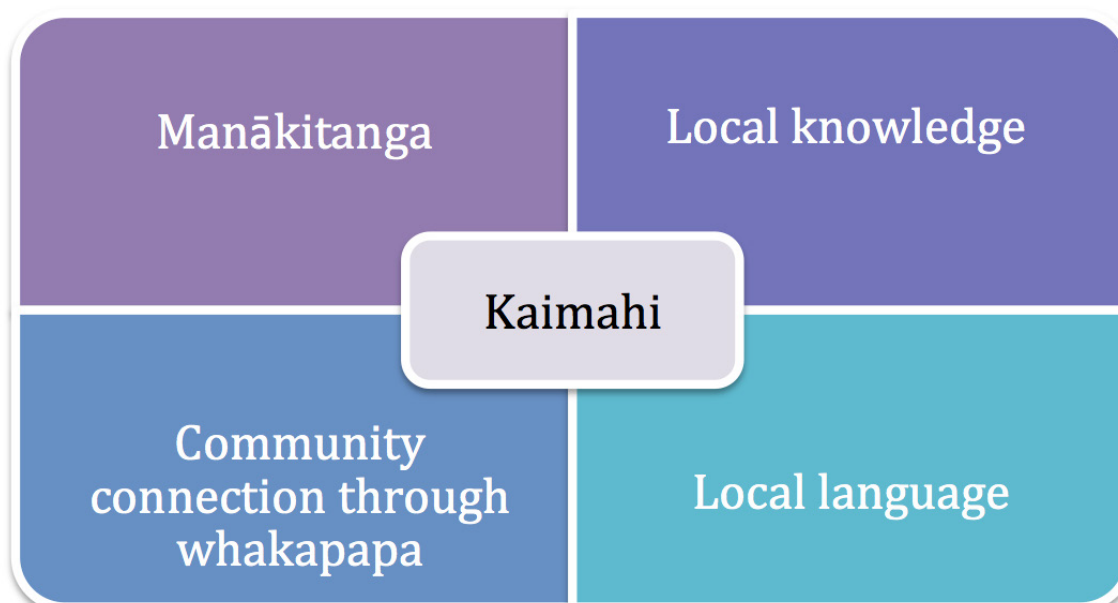 Manākitanga
Local knowledge
Kaimahi
Community
connection through
whakapapa
Local language